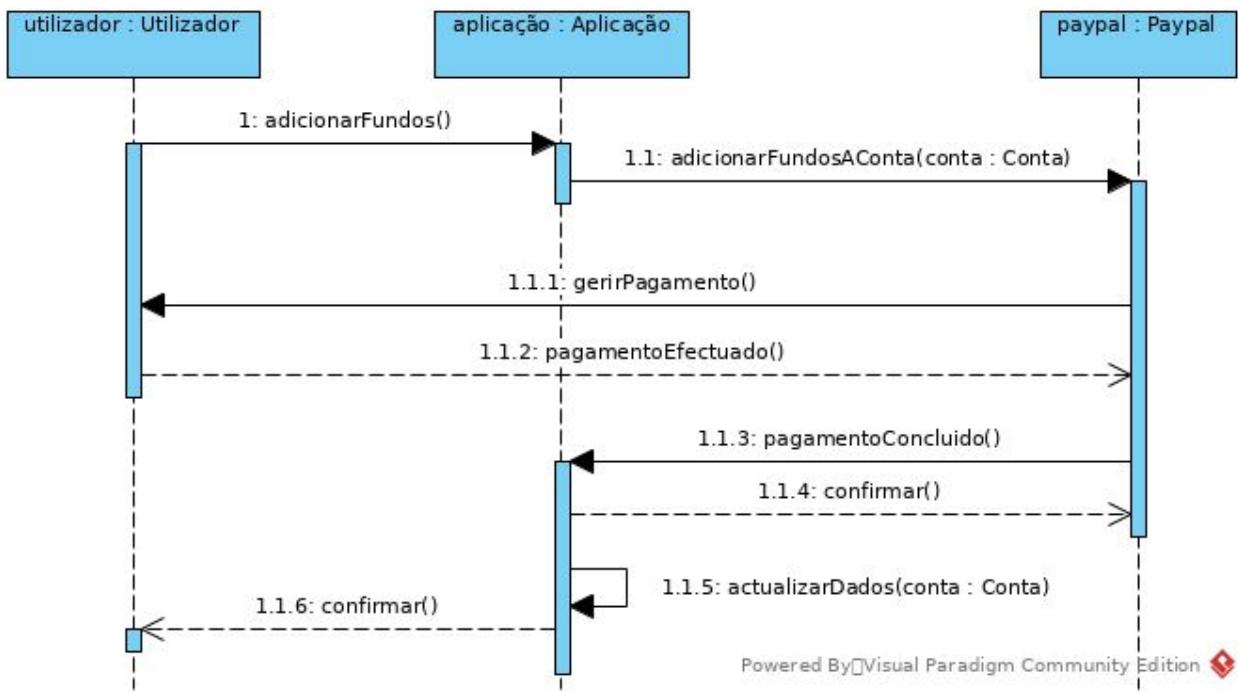 utilizador : Utilizador
aplicação : Aplicação
paypal : Paypal
1: adicionarFundos()
1.1: adicionarFundosAConta(conta : Conta)
1.1.1: gerirPagamento()
1.1.2: pagamentoEfectuado()
1.1.3: pagamentoConcluido()
1.1.4: confirmar()
1.1.5: actualizarDados(conta : Conta)
1.1.6: confirmar()
Powered By Visual Paradigm Community Edition